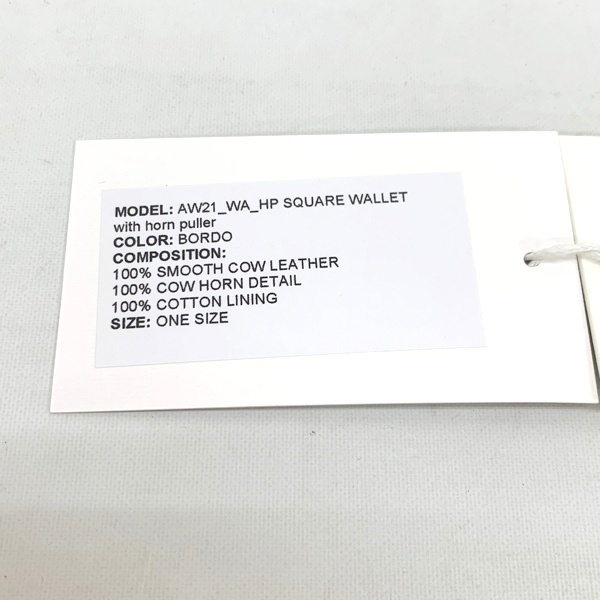 MODEL: AW21_WA_HP SQUARE WALLET
with horn puller
COLOR: BORDO
COMPOSITION:
100% SMOOTH COW LEATHER
100% COW HORN DETAIL
100% COTTON LINING
SIZE: ONE SIZE